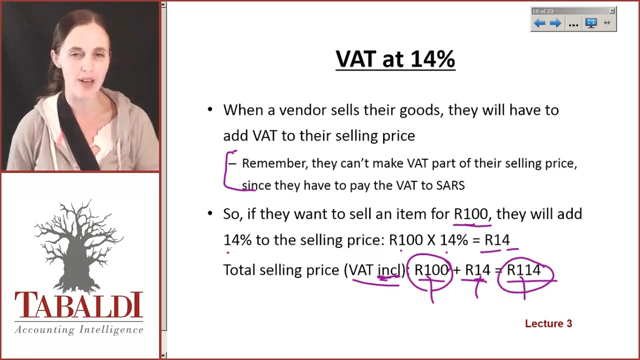 18 of 23
VAT at 14%
• When a vendor sells their goods, they will have to
add VAT to their selling price
– Remember, they can't make VAT part of their selling price,
since they have to pay the VAT to SARS
• So, if they want to sell an item for R100, they will add
14% to the selling price: R100 X 14% = R14
Total selling price (VAT incl): R100 + R14 = R114
TABALDI
Accounting Intelligence
Lecture 3